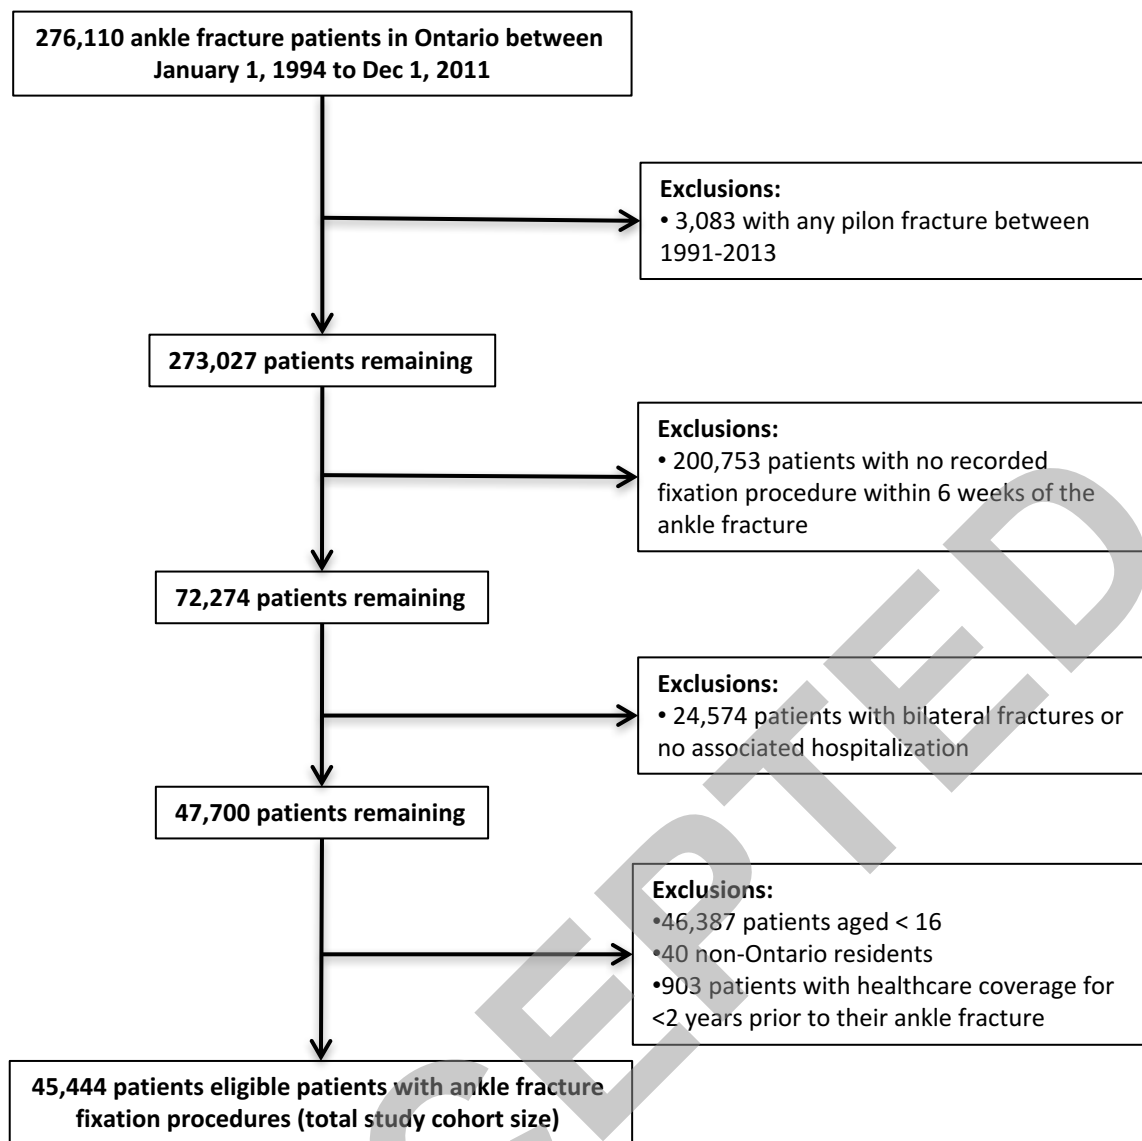 276,110 ankle fracture patients in Ontario between
January 1, 1994 to Dec 1, 2011
Exclusions:
• 3,083 with any pilon fracture between
1991-2013
273,027 patients remaining
Exclusions:
• 200,753 patients with no recorded
fixation procedure within 6 weeks of the
ankle fracture
72,274 patients remaining
Exclusions:
• 24,574 patients with bilateral fractures or
no associated hospitalization
47,700 patients remaining
Exclusions:
•46,387 patients aged < 16
•40 non-Ontario residents
•903 patients with healthcare coverage for
<2 years prior to their ankle fracture
45,444 patients eligible patients with ankle fracture
fixation procedures (total study cohort size)
CEPTED